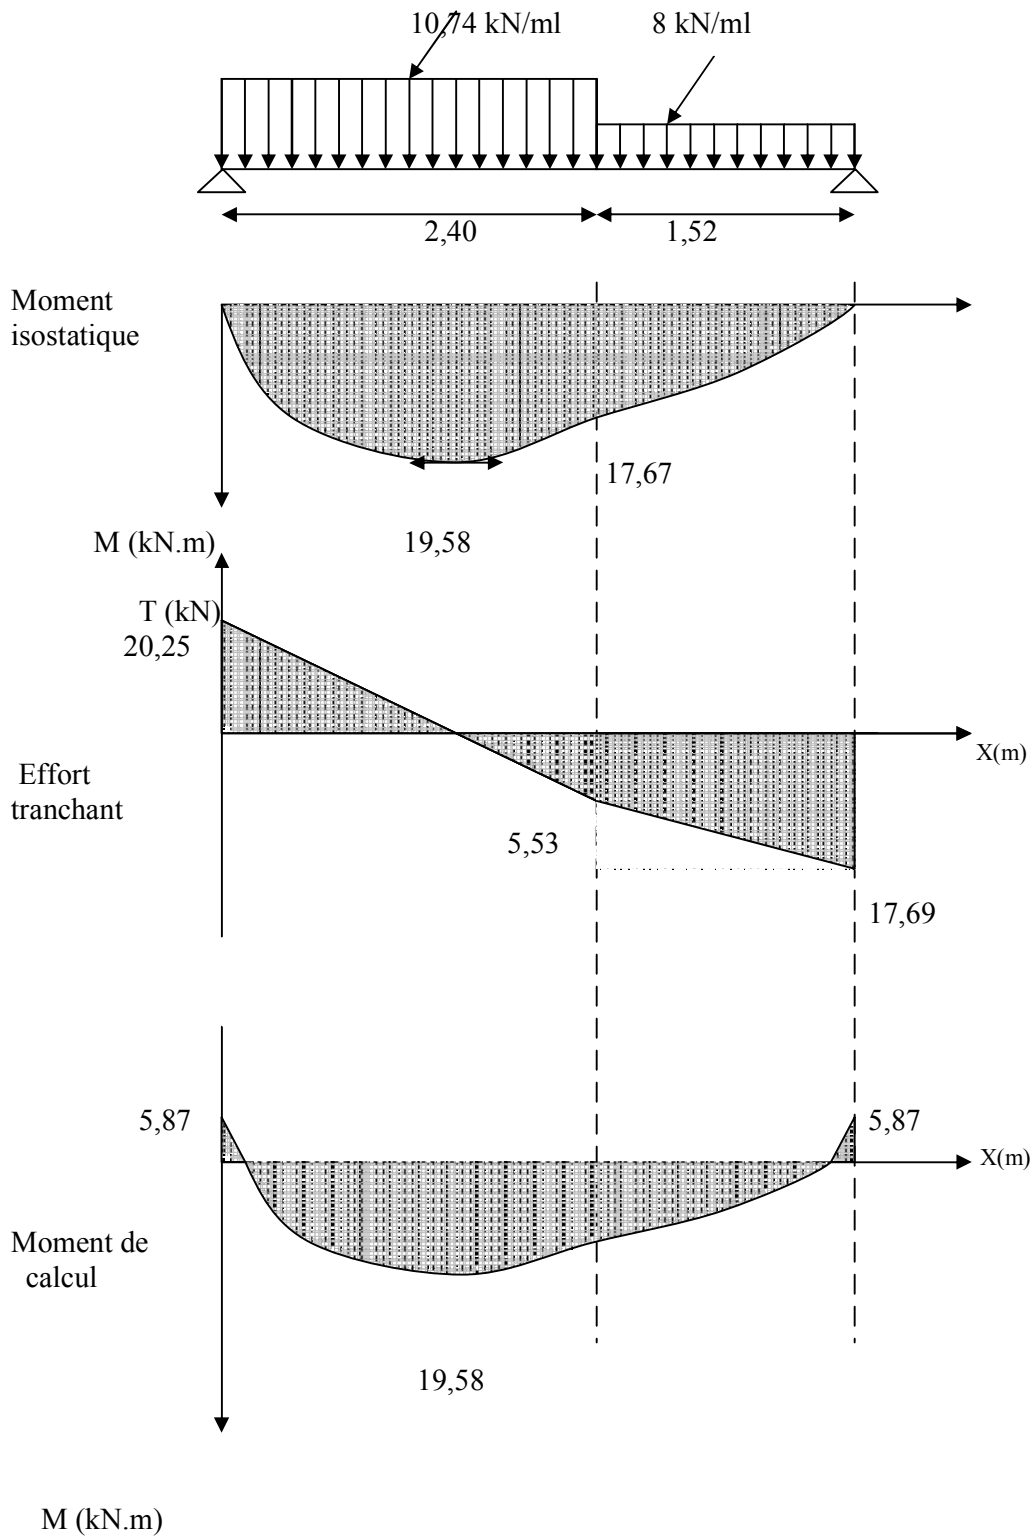 10,74 kN/ml 8 kN/ml
2,40 1,52
Moment
isostatique
17,67
M (kN.m) 19,58
T (kN)
20,25
X(m)
Effort
tranchant
5,53
17,69
5,87 5,87
X(m)
Moment de
calcul
19,58
M (kN.m)